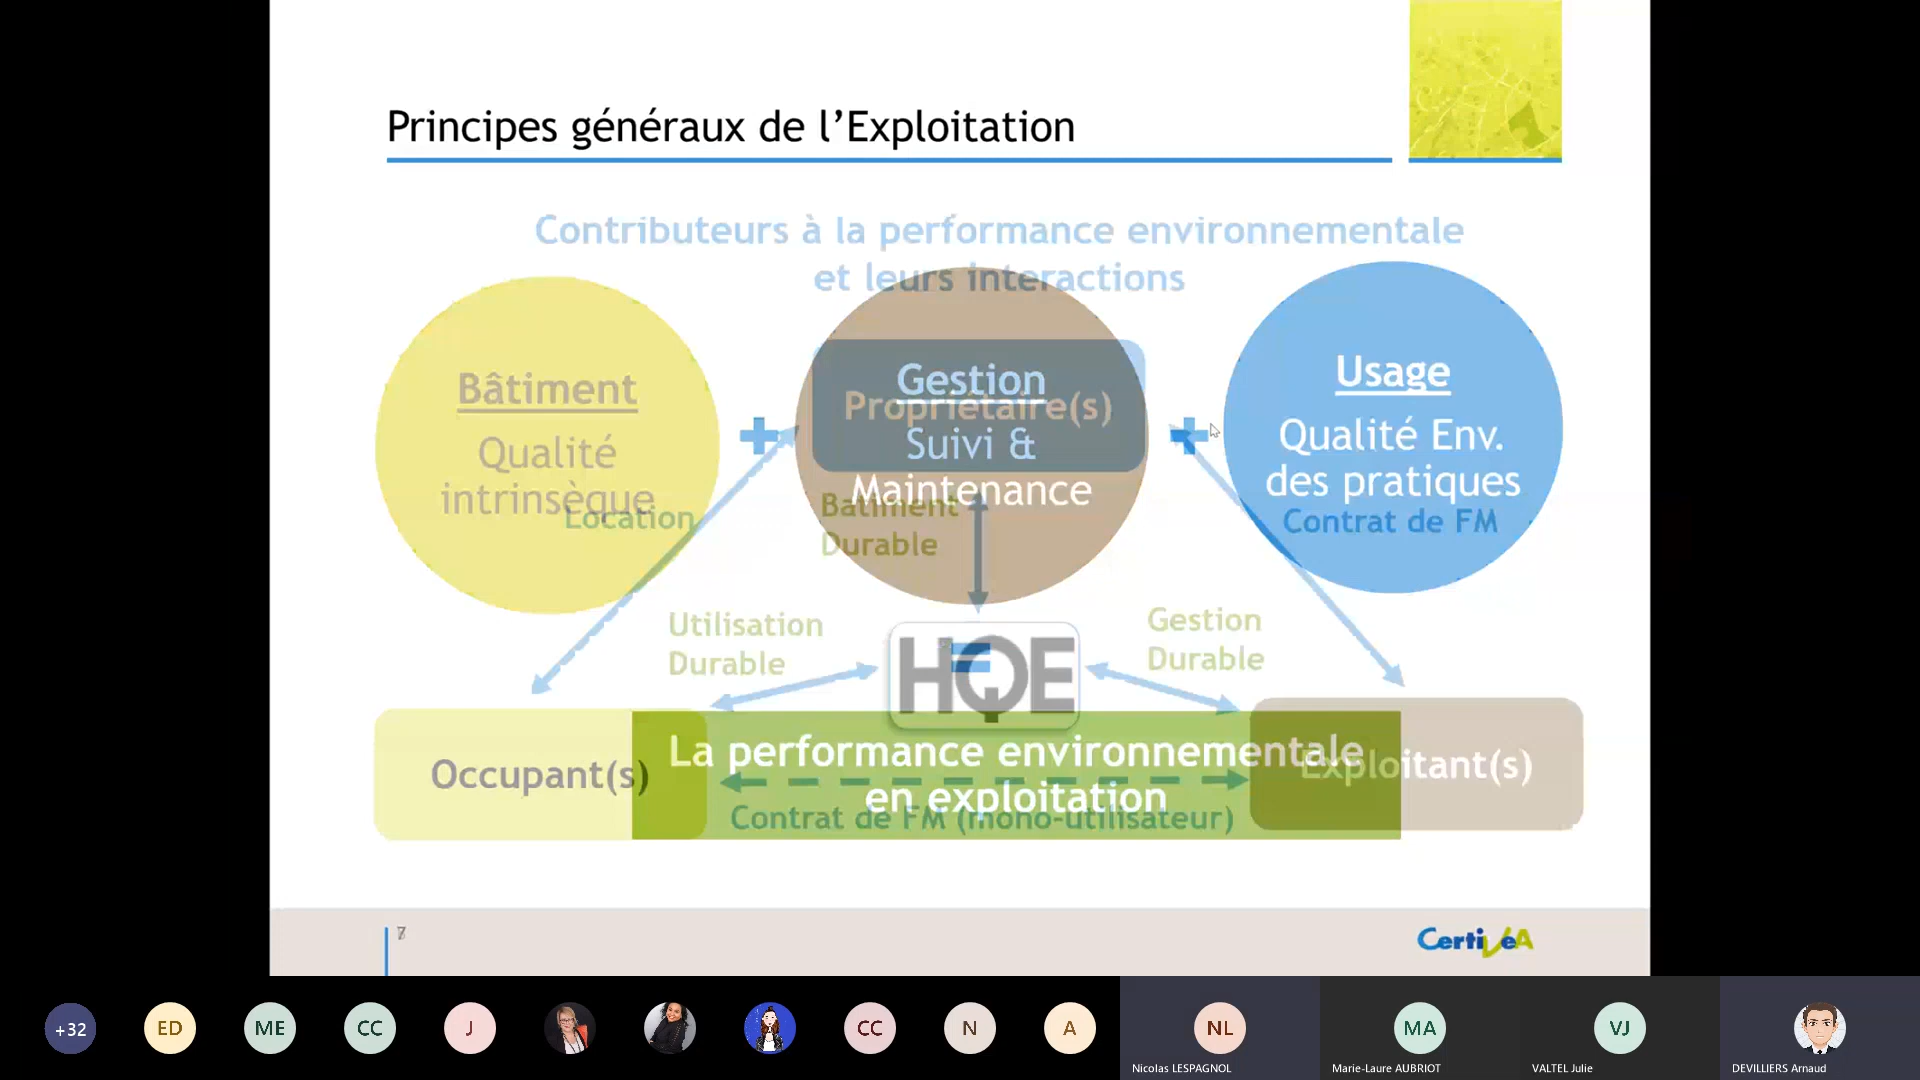 Principes généraux de l’Exploitation
Contributeurs à la performance environnementale
et leurs interactions
Bâtiment
Qualité
intrinsèque
Gestion
Suivi &
Maintenance
Propriétaire(s)
Usage
Qualité Env.
des pratiques
Location
Batiment
Durable
Contrat de FM
Utilisation
Durable
HQE
Gestion
Durable
Occupant(s)
La performance environnementale
en exploitation
Exploitant(s)
Contrat de FM (mono-utilisateur)
CertiVéA
+32
ED
ME
CC
J
CC
N
A
NL
MA
VJ
Nicolas LESPAGNOL
Marie-Laure AUBRIOT
VALTEL Julie
DEVILLIERS Arnaud